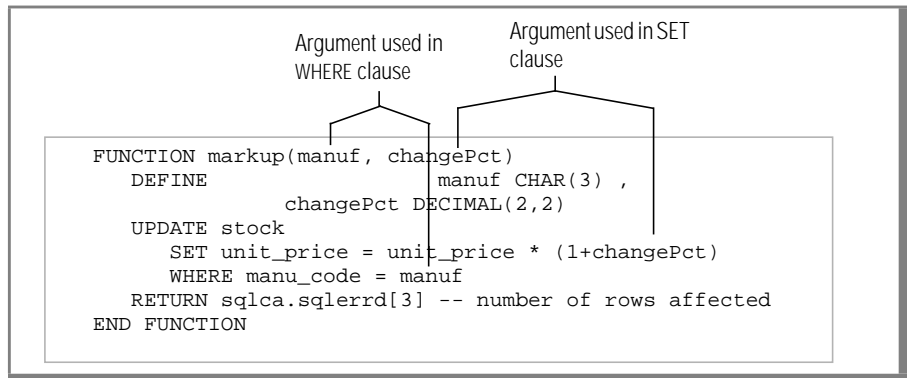 Argument used in
WHERE clause
Argument used in SET
clause
FUNCTION markup(manuf, changePct)
DEFINE manuf CHAR(3) ,
changePct DECIMAL(2,2)
UPDATE stock
SET unit_price = unit_price * (1+changePct)
WHERE manu_code = manuf
RETURN sqlca.sqlerrd[3] -- number of rows affected
END FUNCTION